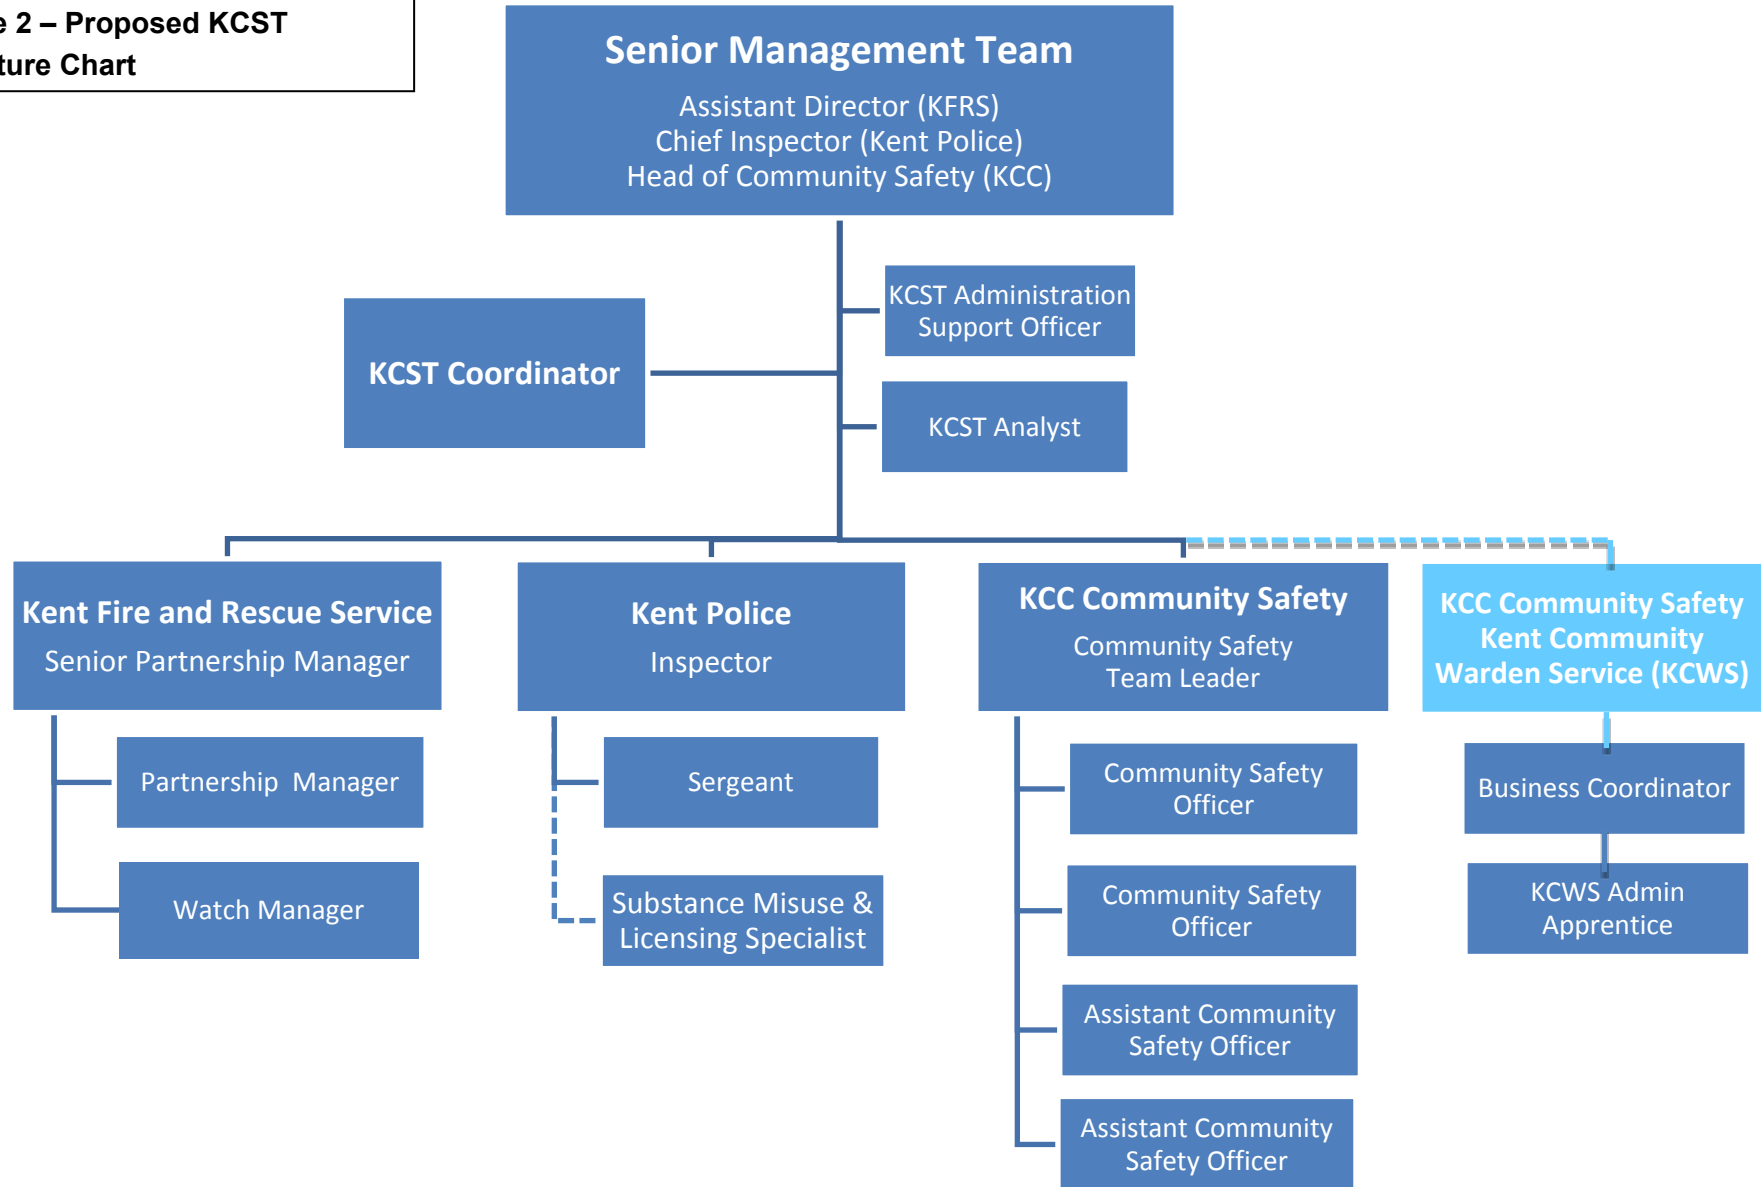 2 – Proposed KCST
Chart
Senior Management Team
Assistant Director (KFRS)
Chief Inspector (Kent Police)
Head of Community Safety (KCC)
KCST Administration
Support Officer
KCST Coordinator
KCST Analyst
Kent Fire and Rescue Service
Senior Partnership Manager
Partnership Manager
Watch Manager
Kent Police
Inspector
Sergeant
Substance Misuse &
Licensing Specialist
KCC Community Safety
Community Safety
Team Leader
Community Safety
Officer
Community Safety
Officer
Assistant Community
Safety Officer
Assistant Community
Safety Officer
KCC Community Safety
Kent Community
Warden Service (KCWS)
Business Coordinator
KCWS Admin
Apprentice